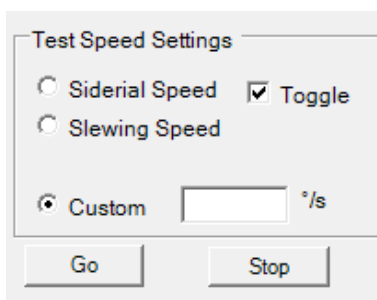 Test Speed Settings
Siderial Speed Toggle
Slewing Speed
Custom °/s
Go Stop